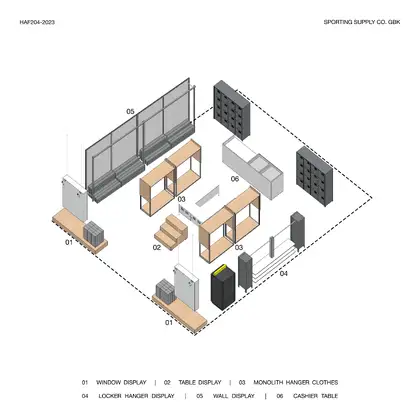 HAF204-2023
SPORTING SUPPLY CO. GBK
05
06
03
02
03
01
04
01
01 WINDOW DISPLAY | 02 TABLE DISPLAY | 03 MONOLITH HANGER CLOTHES
04 LOCKER HANGER DISPLAY | 05 WALL DISPLAY | 06 CASHIER TABLE